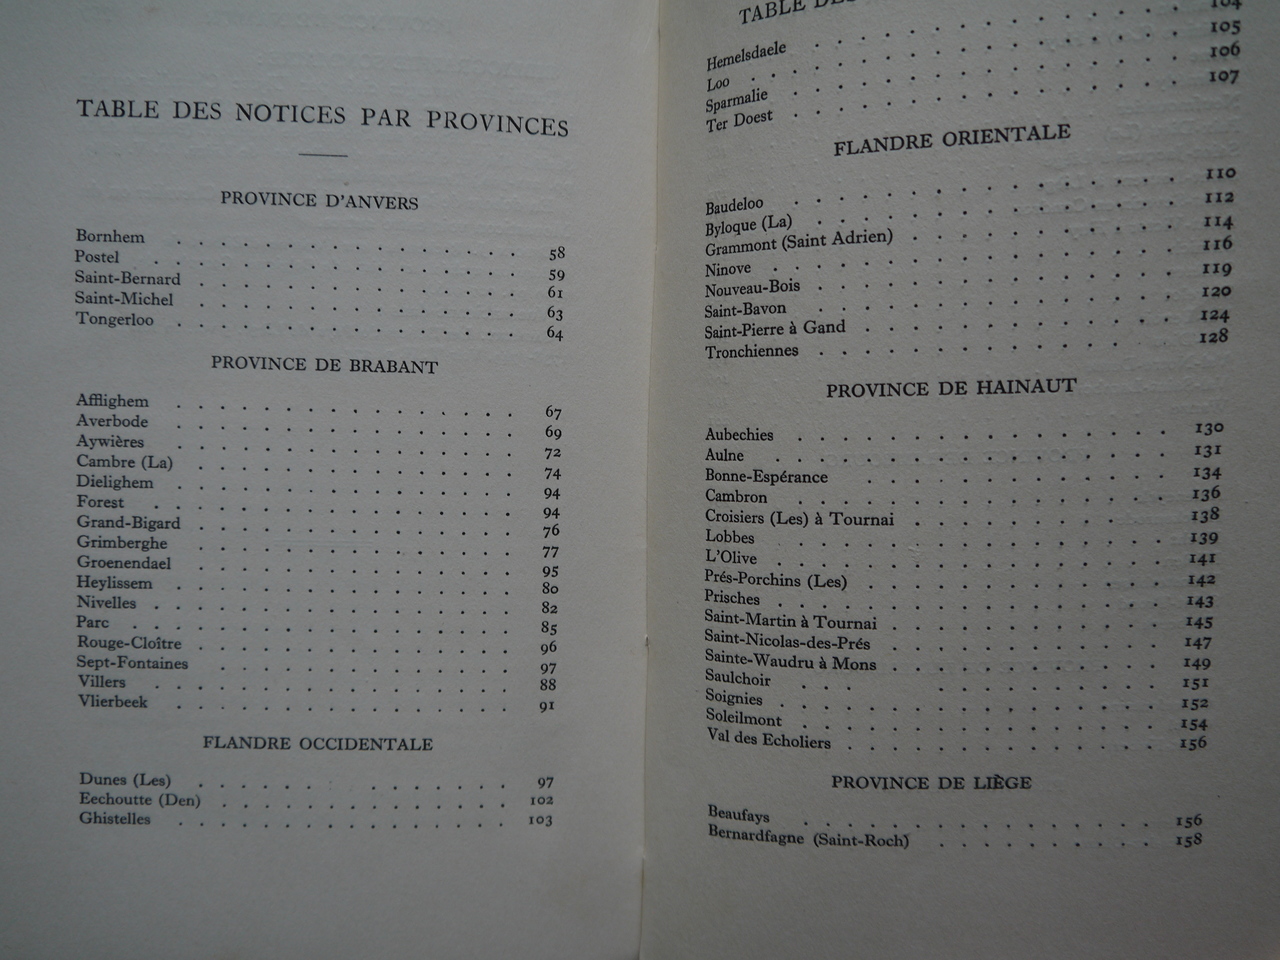 TABLE DES NOTICES PAR PROVINCES
PROVINCE D'ANVERS
Bornhem . . . . . . . . . . . . . . . 58
Postel . . . . . . . . . . . . . . . . 59
Saint-Bernard . . . . . . . . . . . . . . 61
Saint-Michel . . . . . . . . . . . . . . 63
Tongerloo . . . . . . . . . . . . . . . 64
PROVINCE DE BRABANT
Afflighem . . . . . . . . . . . . . . . 67
Averbode . . . . . . . . . . . . . . . 69
Aywières . . . . . . . . . . . . . . . 72
Cambre (La) . . . . . . . . . . . . . . 74
Dielighem . . . . . . . . . . . . . . . 94
Forest . . . . . . . . . . . . . . . . 94
Grand-Bigard . . . . . . . . . . . . . . 76
Grimberghe . . . . . . . . . . . . . . 77
Groenendael . . . . . . . . . . . . . . 95
Heylissem . . . . . . . . . . . . . . . 80
Nivelles . . . . . . . . . . . . . . . . 82
Parc . . . . . . . . . . . . . . . . . 85
Rouge-Cloître . . . . . . . . . . . . . . 96
Sept-Fontaines . . . . . . . . . . . . . 97
Villers . . . . . . . . . . . . . . . . 88
Vlierbeek . . . . . . . . . . . . . . . 91
FLANDRE OCCIDENTALE
Dunes (Les) . . . . . . . . . . . . . 97
Eechoutte (Den) . . . . . . . . . . . . . 102
Ghistelles . . . . . . . . . . . . . . . 103
TABLE DES
104
Hemelsdaele . . . . . . . . . . . . . 105
Loo . . . . . . . . . . . . . . . . 106
Sparmalie . . . . . . . . . . . . . . 107
Ter Doest . . . . . . . . . . . . . .
FLANDRE ORIENTALE
Baudeloo . . . . . . . . . . . . . . 110
Byloque (La) . . . . . . . . . . . . . 112
Grammont (Saint Adrien) . . . . . . . . . . 114
Ninove . . . . . . . . . . . . . . . 116
Nouveau-Bois . . . . . . . . . . . . . 119
Saint-Bavon . . . . . . . . . . . . . 120
Saint-Pierre à Gand . . . . . . . . . . . 124
Tronchiennes . . . . . . . . . . . . . 128
PROVINCE DE HAINAUT
Aubechies . . . . . . . . . . . . . . 130
Aulne . . . . . . . . . . . . . . . 131
Bonne-Espérance . . . . . . . . . . . . 134
Cambron . . . . . . . . . . . . . . 136
Croisiers (Les) à Tournai . . . . . . . . . 138
Lobbes . . . . . . . . . . . . . . . 139
L'Olive . . . . . . . . . . . . . . . 141
Prés-Porchins (Les) . . . . . . . . . . . 142
Prisches . . . . . . . . . . . . . . . 143
Saint-Martin à Tournai . . . . . . . . . . 145
Saint-Nicolas-des-Prés . . . . . . . . . . 147
Sainte-Waudru à Mons . . . . . . . . . . 149
Saulchoir . . . . . . . . . . . . 151
Soignies . . . . . . . . . . . . . . . 152
Soleilmont . . . . . . . . . . . . . . 154
Val des Echoliers . . . . . . . . . . . . 156
PROVINCE DE LIÈGE
Beaufays . . . . . . . . . . . . . . 156
Bernardfagne (Saint-Roch) . . . . . . . . . 158